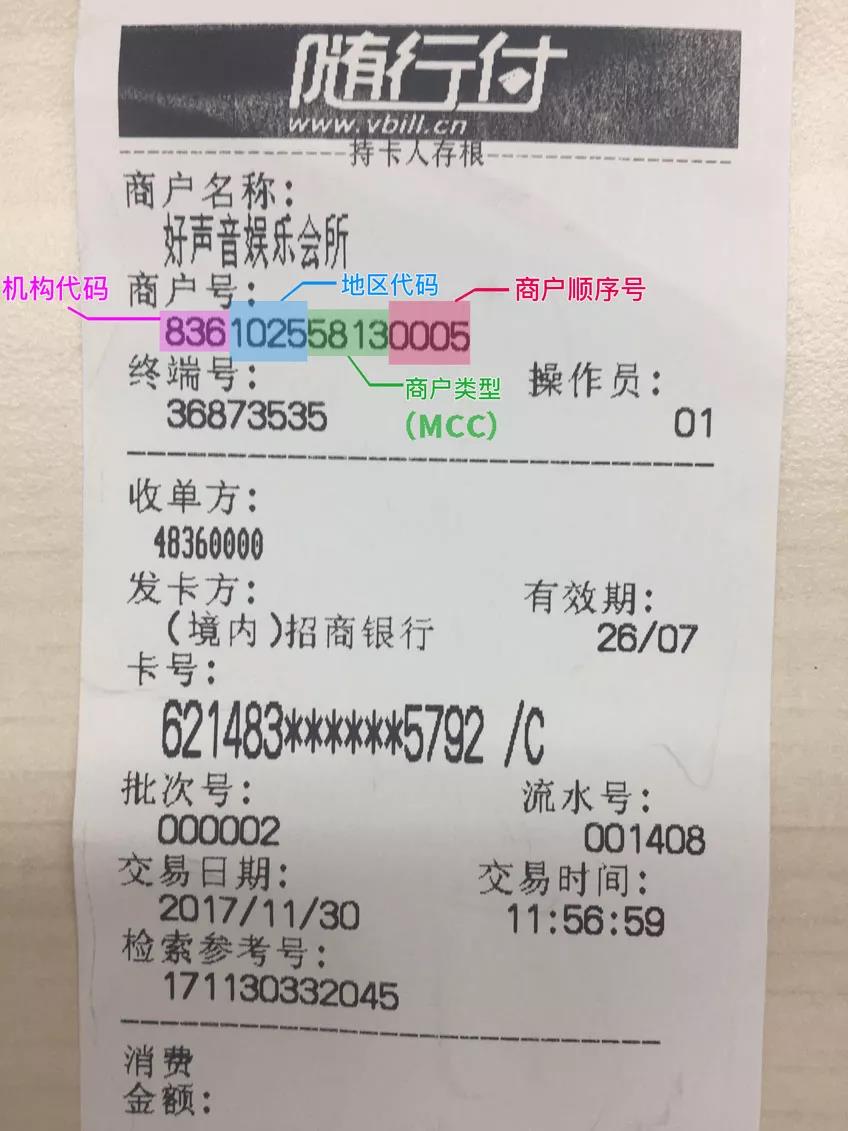 随行付
www.vbill.cn
持卡人存根
商户名称:
好声音娱乐会所
机构代码
商户号:
地区代码
商户顺序号
836102558130005
终端号:
商户类型
(MCC)
操作员:
36873535
01
收单方:
48360000
发卡方:
有效期:
(境内)招商银行
26/07
卡号:
621483******5792 /C
批次号:
流水号:
000002
001408
交易日期:
交易时间:
2017/11/30
11:56:59
检索参考号:
171130332045
消费
金额: